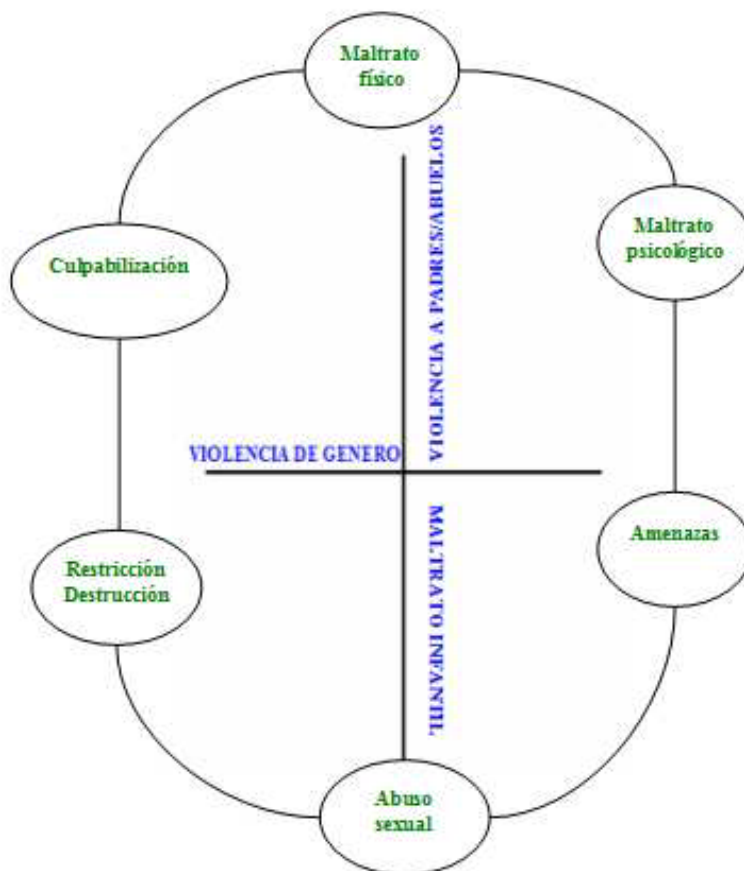 Maltrato
físico
VIOLENCIA A PADRES/ABUELOS
Maltrato
psicológico
Culpabilización
VIOLENCIA DE GENERO
MALTRATO INFANTIL
Amenazas
Restricción
Destrucción
Abuso
sexual